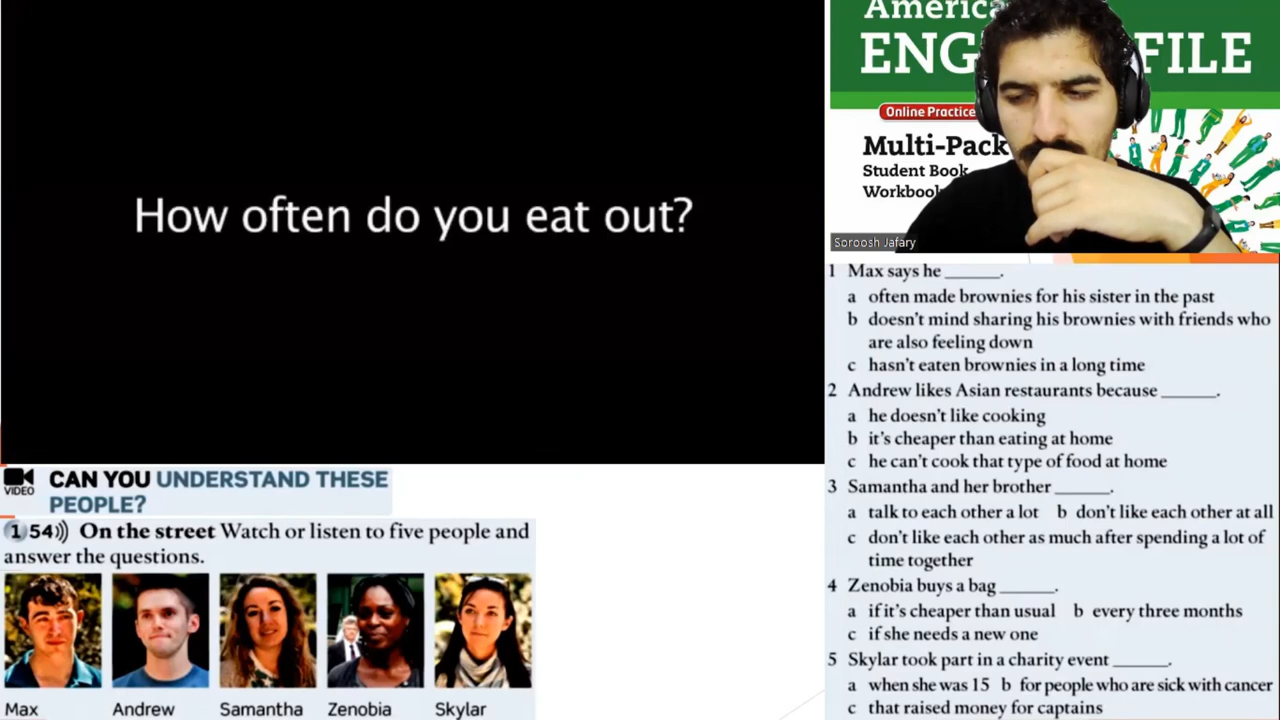 How often do you eat out?
America
ENG FILE
Online Practice
Multi-Pack
Student Book
Workbook
Soroosh Jafary
VIDEO
CAN YOU UNDERSTAND THESE
PEOPLE?
1 54 On the street Watch or listen to five people and
answer the questions.
Max Andrew Samantha Zenobia Skylar
1 Max says he ______.
a often made brownies for his sister in the past
b doesn't mind sharing his brownies with friends who
are also feeling down
c hasn't eaten brownies in a long time
2 Andrew likes Asian restaurants because ______.
a he doesn't like cooking
b it's cheaper than eating at home
c he can't cook that type of food at home
3 Samantha and her brother ______.
a talk to each other a lot b don't like each other at all
c don't like each other as much after spending a lot of
time together
4 Zenobia buys a bag ______.
a if it's cheaper than usual b every three months
c if she needs a new one
5 Skylar took part in a charity event ______.
a when she was 15 b for people who are sick with cancer
c that raised money for captains